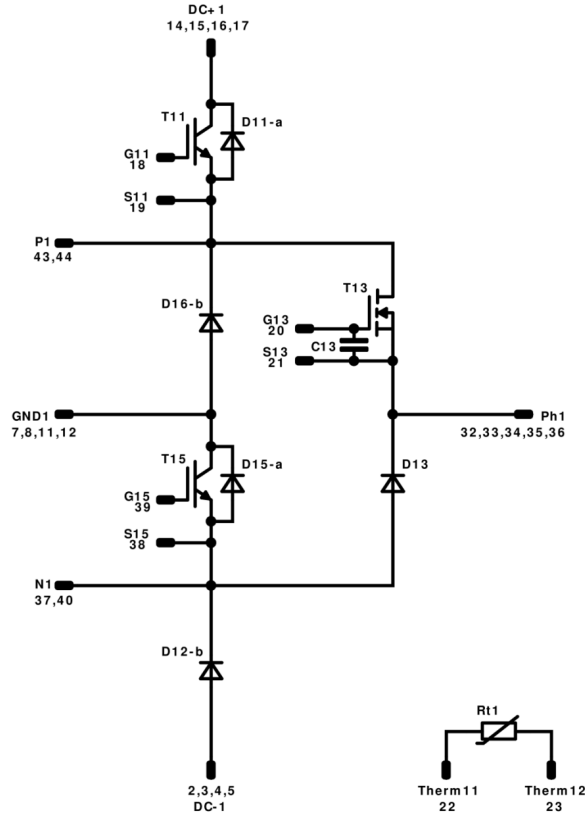 DC+1
14,15,16,17
T11
D11-a
G11
18
S11
19
P1
43,44
T13
D16-b
G13
20
C13
S13
21
GND1
7,8,11,12
Ph1
32,33,34,35,36
T15
D15-a
D13
G15
39
S15
38
N1
37,40
D12-b
Rt1
2,3,4,5
DC-1
Therm11
22
Therm12
23